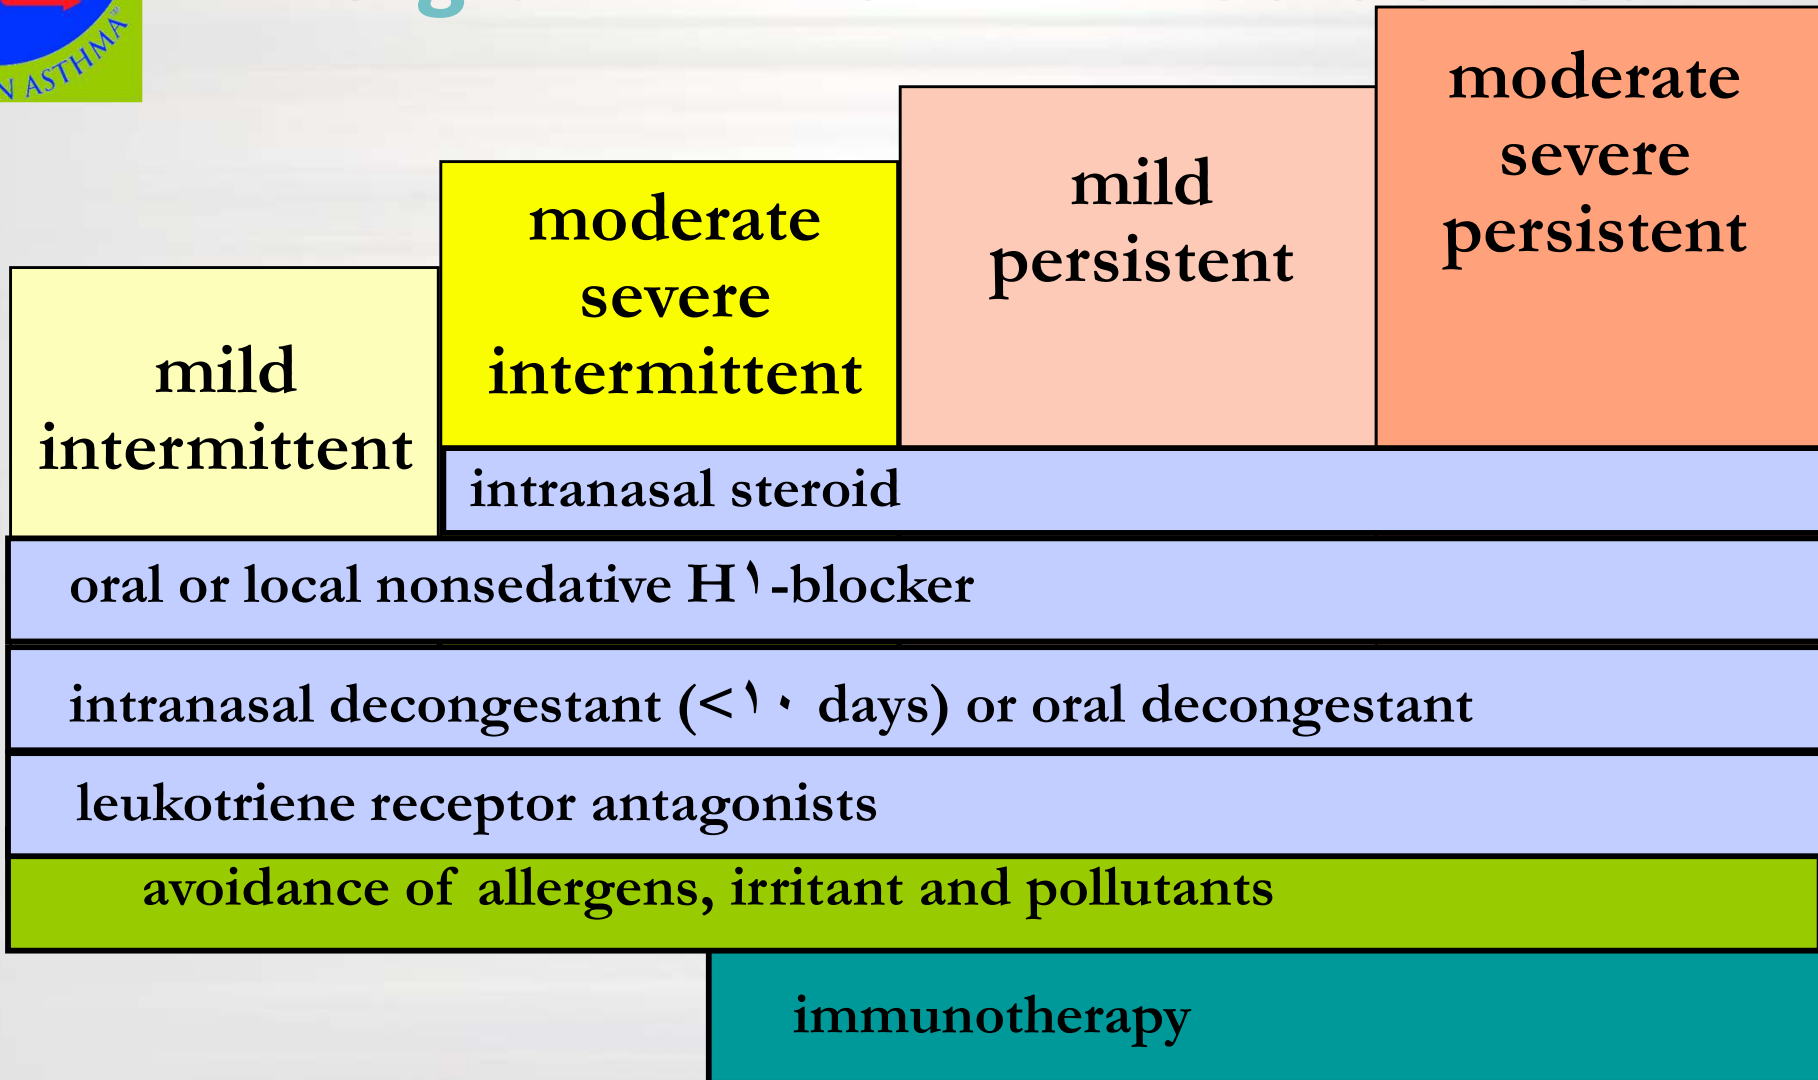 ASTHMA
mild
intermittent
moderate
severe
intermittent
mild
persistent
moderate
severe
persistent
intranasal steroid
oral or local nonsedative H١-blocker
intranasal decongestant (<١٠ days) or oral decongestant
leukotriene receptor antagonists
avoidance of allergens, irritant and pollutants
immunotherapy